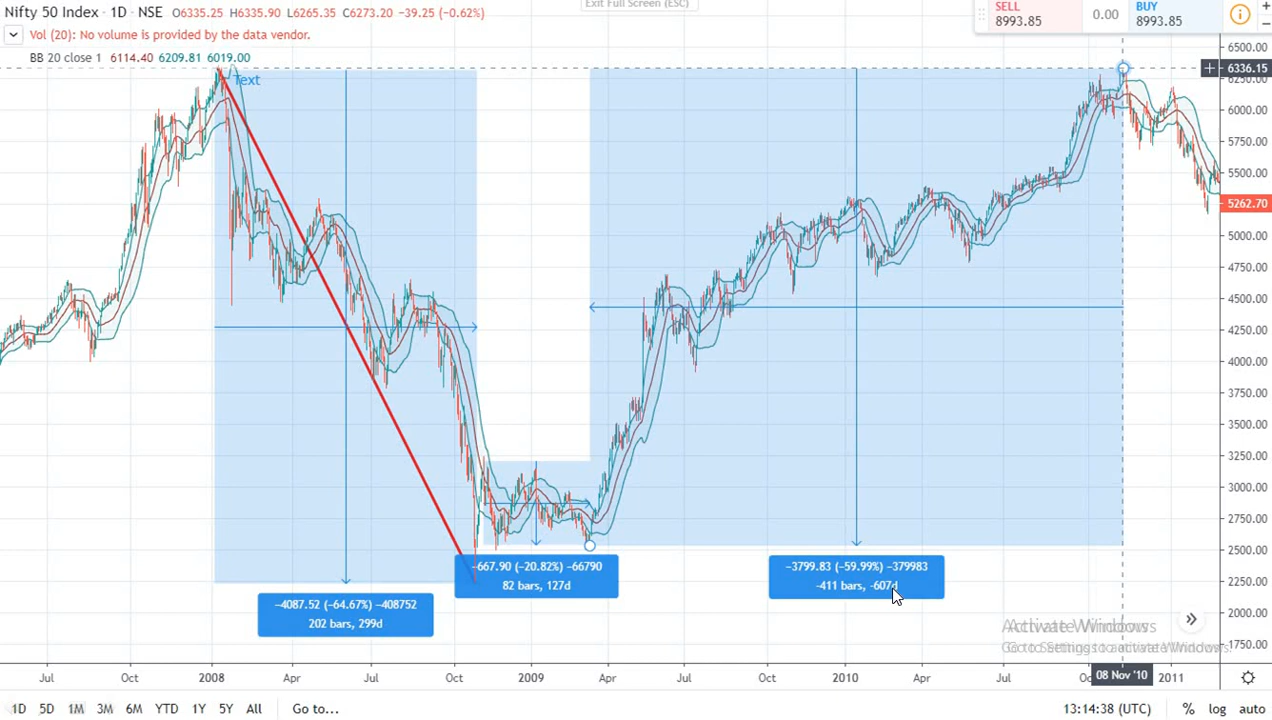 Exit Full Screen (ESC)
Nifty 50 Index · 1D · NSE O6335.25 H6335.90 L6265.35 C6273.20 −39.25 (−0.62%)
SELL
8993.85
0.00
BUY
8993.85
Vol (20): No volume is provided by the data vendor.
BB 20 close 1 6114.40 6209.81 6019.00
Text
6500.00
6336.15
6250.00
6000.00
5750.00
5500.00
5262.70
5000.00
4750.00
4500.00
4250.00
4000.00
3750.00
3500.00
3250.00
3000.00
2750.00
2500.00
2250.00
2000.00
1750.00
−667.90 (−20.82%) −66790
82 bars, 127d
−3799.83 (−59.99%) −379983
-411 bars, -607d
−4087.52 (−64.67%) −408752
202 bars, 299d
Activate Windows
Go to Settings to activate Windows.
Jul Oct 2008 Apr Jul Oct 2009 Apr Jul Oct 2010 Apr Jul 08 Nov '10 2011
1D 5D 1M 3M 6M YTD 1Y 5Y All Go to... 13:14:38 (UTC) % log auto